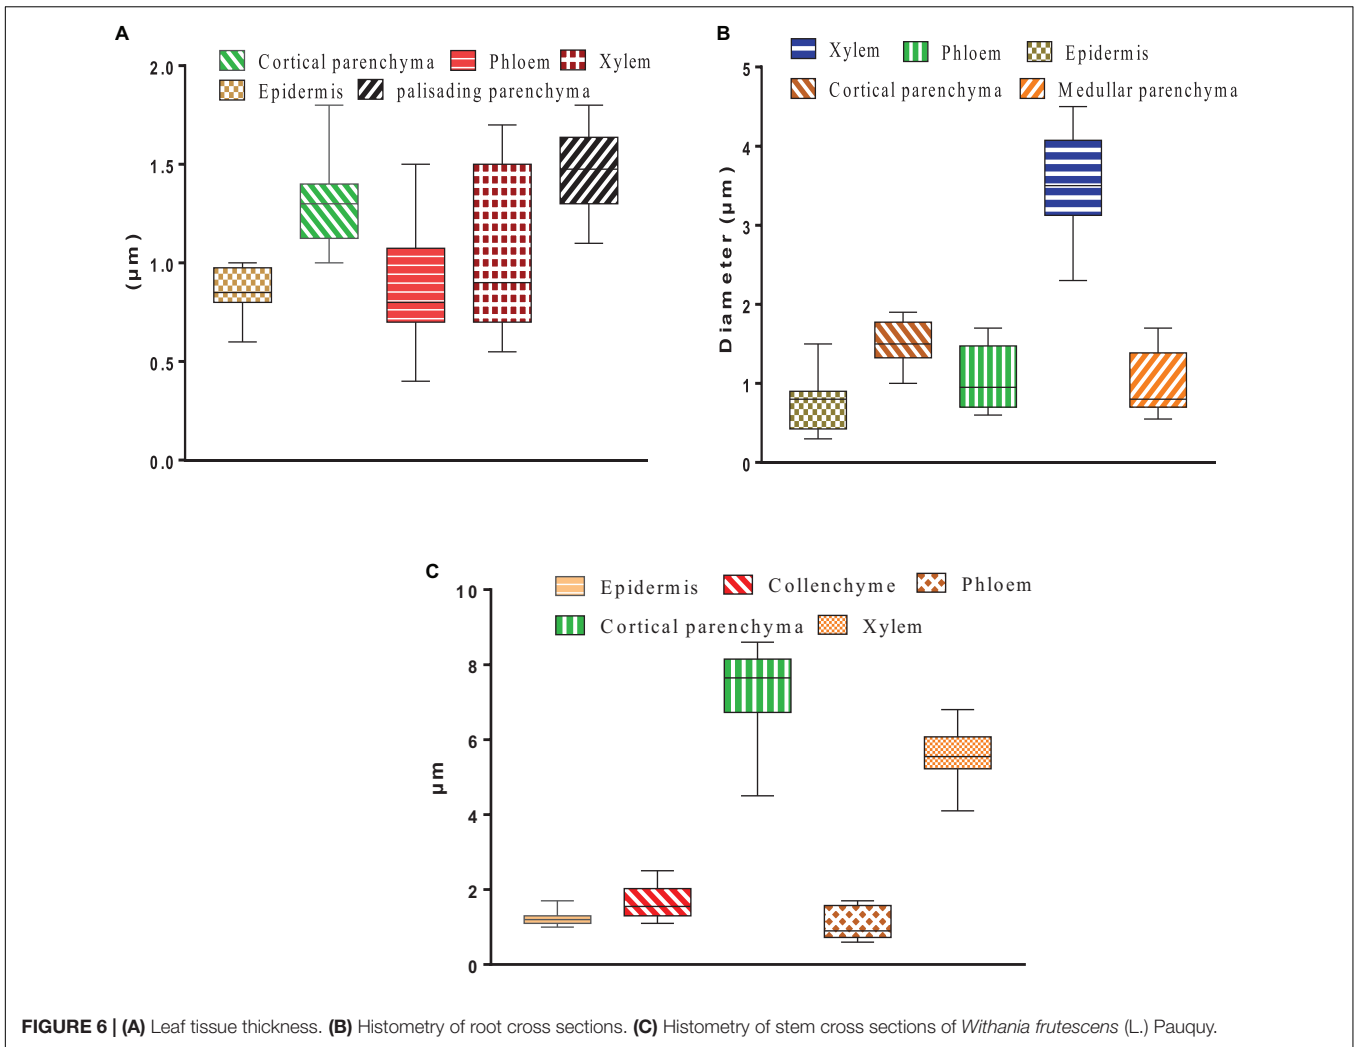 A
Cortical parenchyma Phloem Xylem
Epidermis palisading parenchyma
2.0
1.5
1.0
0.5
0.0
(µm)
B
Xylem Phloem Epidermis
Cortical parenchyma Medullar parenchyma
5
4
3
2
1
0
Diameter (µm)
C
Epidermis Collenchyme Phloem
Cortical parenchyma Xylem
10
8
6
4
2
0
µm
FIGURE 6 | (A) Leaf tissue thickness. (B) Histometry of root cross sections. (C) Histometry of stem cross sections of Withania frutescens (L.) Pauquy.